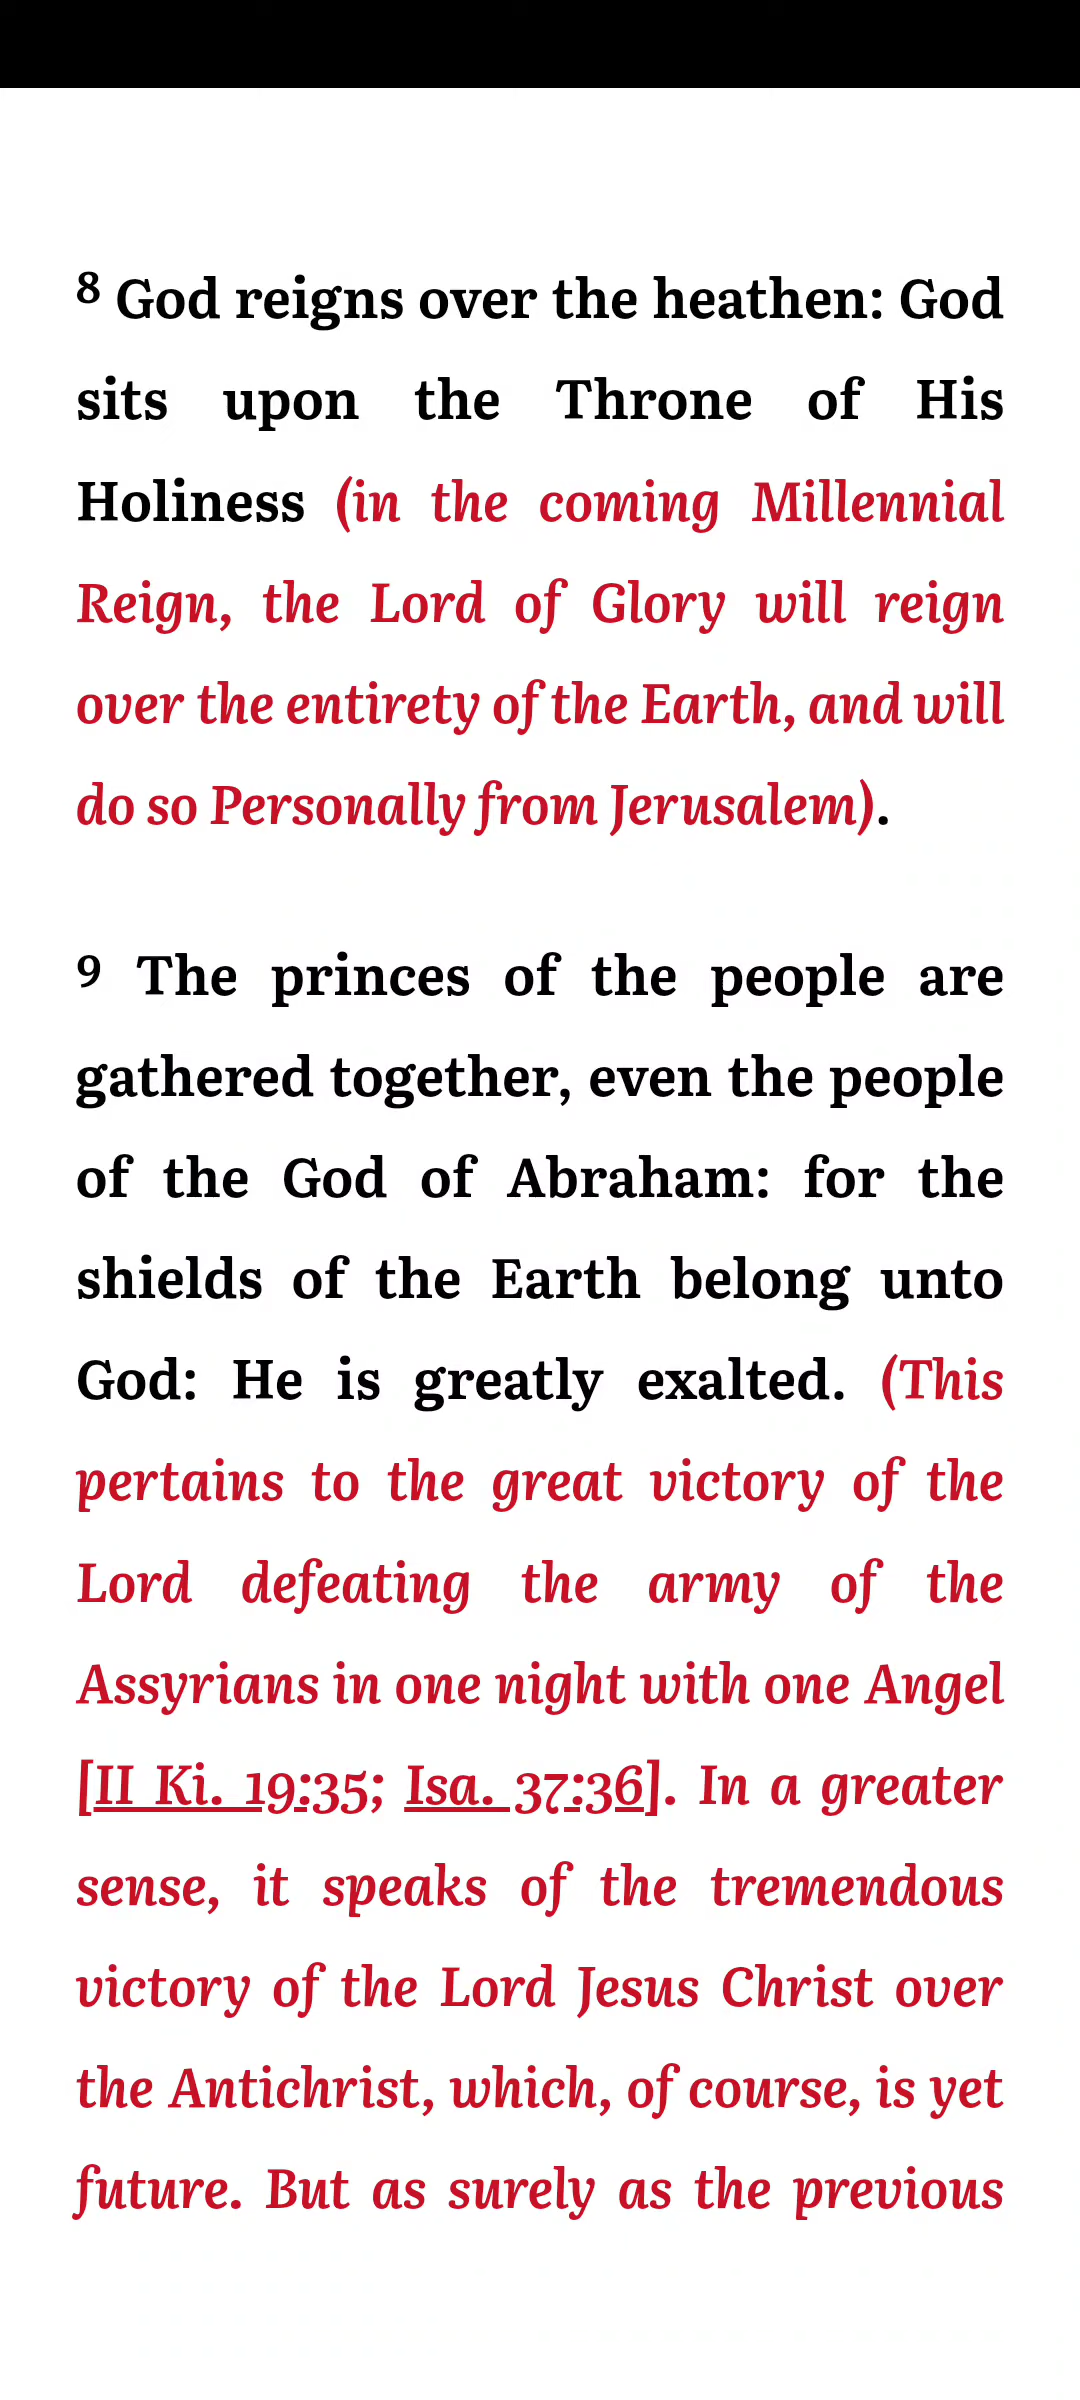 8 God reigns over the heathen: God
sits upon the Throne of His
Holiness (in the coming Millennial
Reign, the Lord of Glory will reign
over the entirety of the Earth, and will
do so Personally from Jerusalem).
9 The princes of the people are
gathered together, even the people
of the God of Abraham: for the
shields of the Earth belong unto
God: He is greatly exalted. (This
pertains to the great victory of the
Lord defeating the army of the
Assyrians in one night with one Angel
[II Ki. 19:35; Isa. 37:36]. In a greater
sense, it speaks of the tremendous
victory of the Lord Jesus Christ over
the Antichrist, which, of course, is yet
future. But as surely as the previous